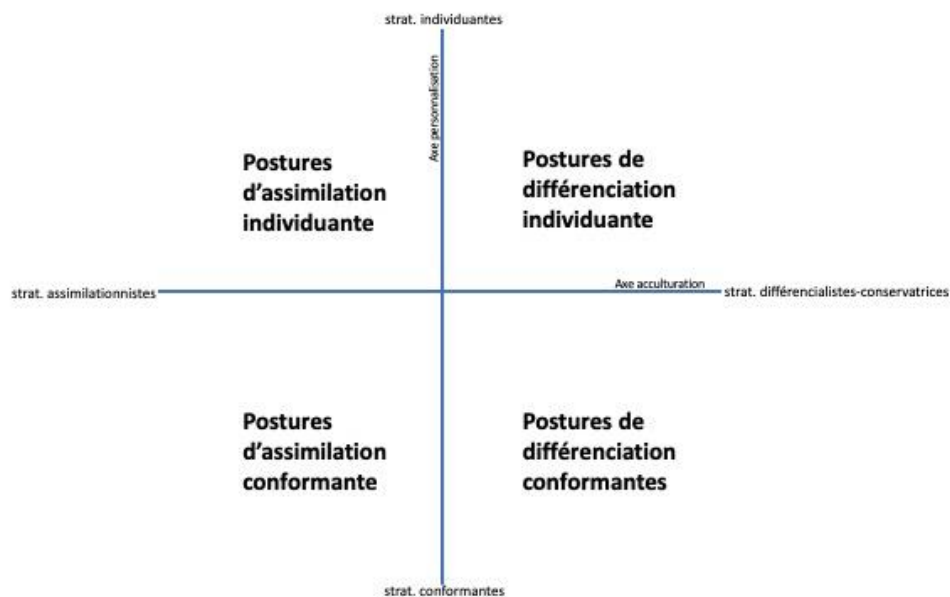 strat. individuantes
Axe personnalisation
Postures
d’assimilation
individuante
Postures de
différenciation
individuante
strat. assimilationnistes
Axe acculturation
strat. différencialistes-conservatrices
Postures
d’assimilation
conformante
Postures de
différenciation
conformantes
strat. conformantes